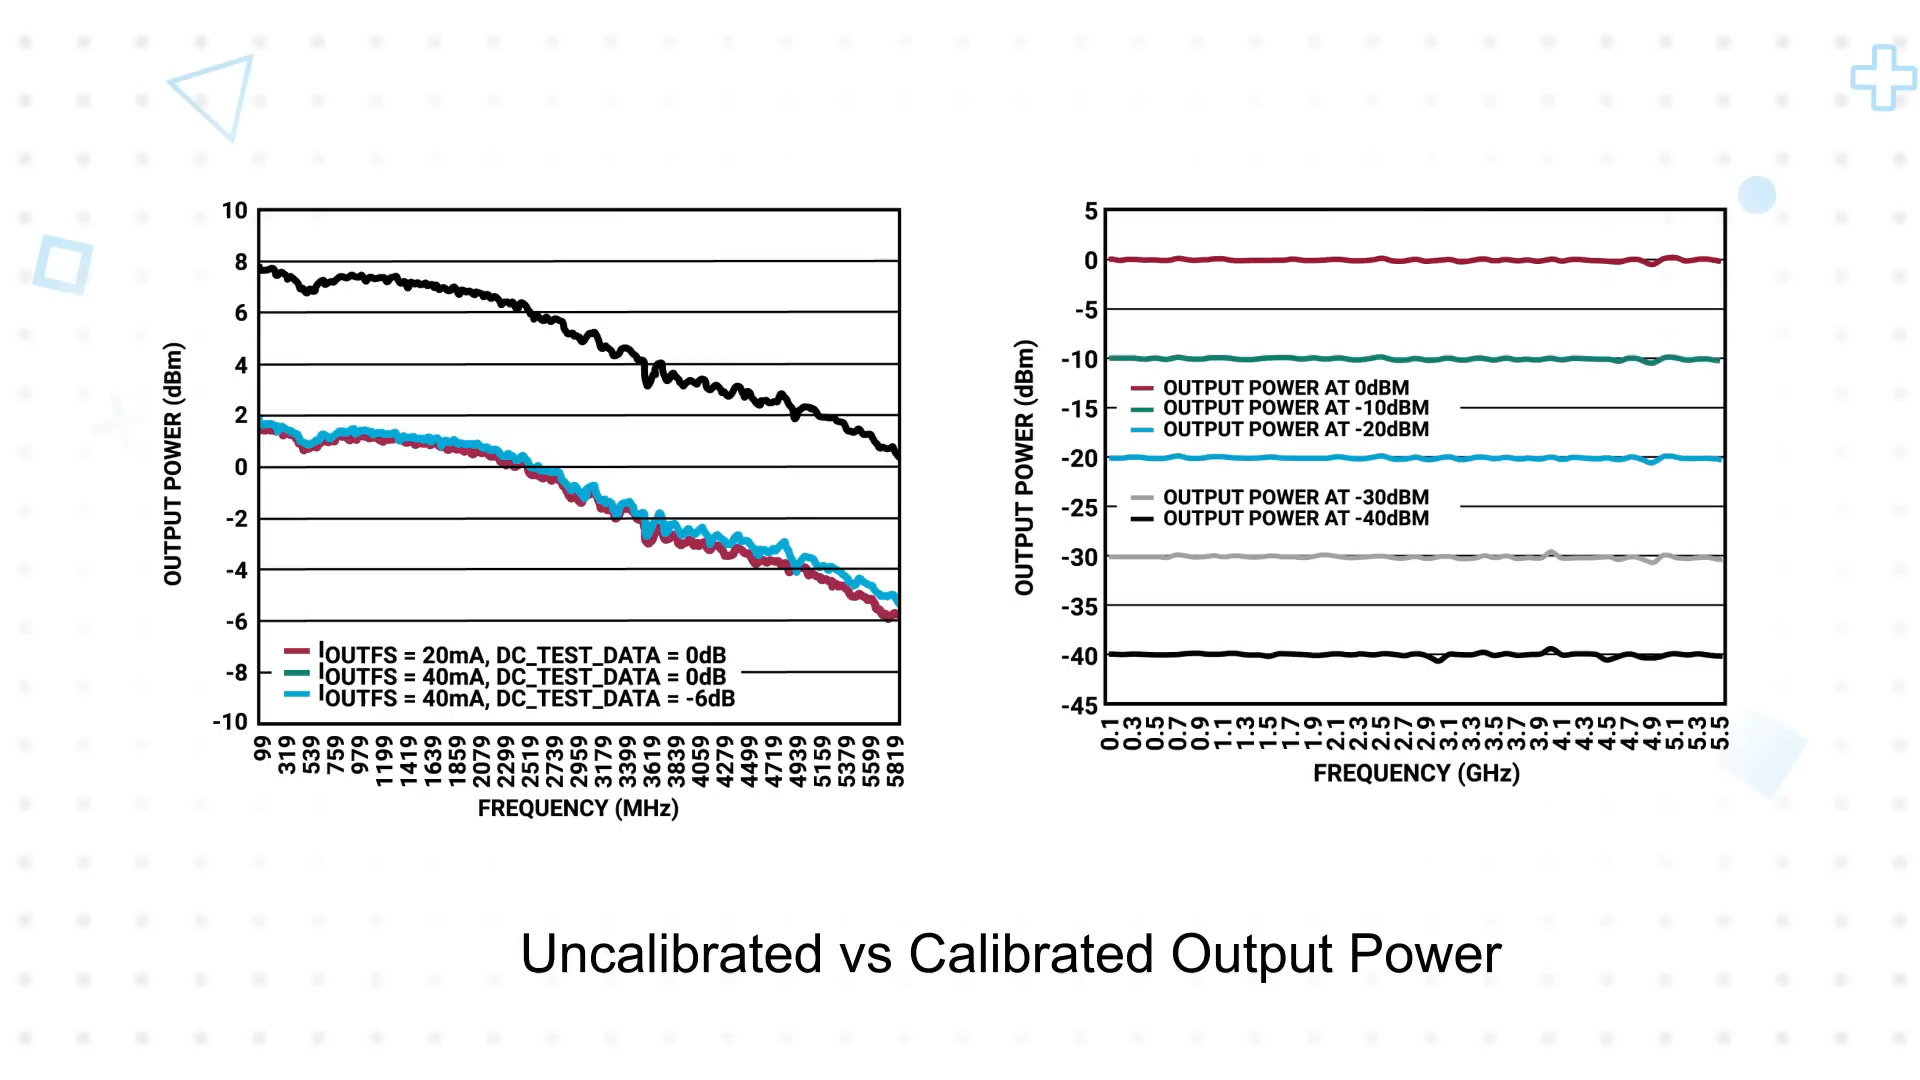 10
8
6
4
2
0
-2
-4
-6
-8
-10
OUTPUT POWER (dBm)
IOUTFS = 20mA, DC_TEST_DATA = 0dB
IOUTFS = 40mA, DC_TEST_DATA = 0dB
IOUTFS = 40mA, DC_TEST_DATA = -6dB
99 319 539 759 979 1199 1419 1639 1859 2079 2299 2519 2739 2959 3179 3399 3619 3839 4059 4279 4499 4719 4939 5159 5379 5599 5819
FREQUENCY (MHz)
5
0
-5
-10
-15
-20
-25
-30
-35
-40
-45
OUTPUT POWER (dBm)
OUTPUT POWER AT 0dBM
OUTPUT POWER AT -10dBM
OUTPUT POWER AT -20dBM
OUTPUT POWER AT -30dBM
OUTPUT POWER AT -40dBM
0.1 0.3 0.5 0.7 0.9 1.1 1.3 1.5 1.7 1.9 2.1 2.3 2.5 2.7 2.9 3.1 3.3 3.5 3.7 3.9 4.1 4.3 4.5 4.7 4.9 5.1 5.3 5.5
FREQUENCY (GHz)
Uncalibrated vs Calibrated Output Power